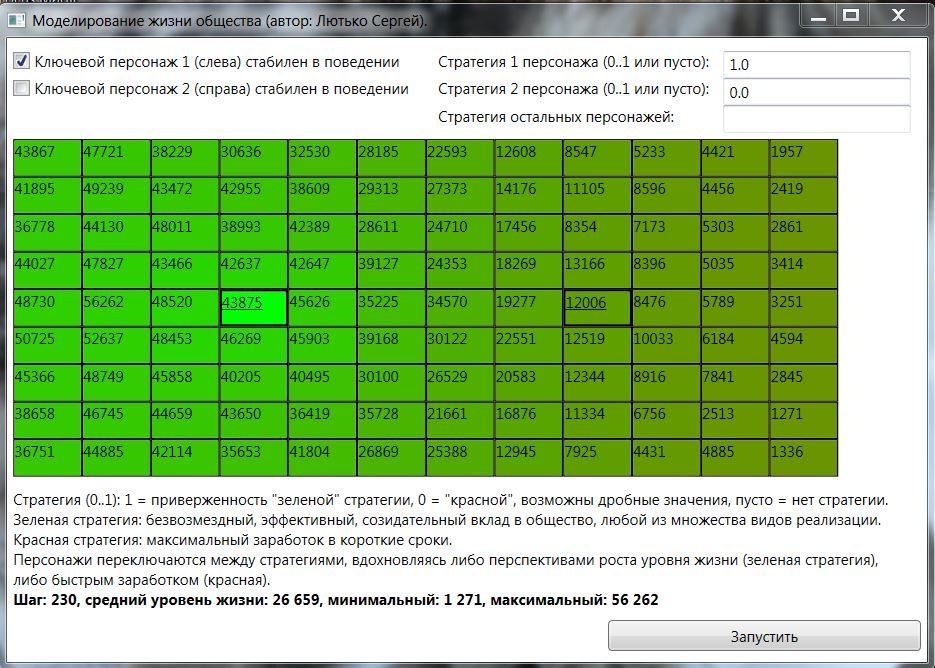 Моделирование жизни общества (автор: Лютько Сергей).
Ключевой персонаж 1 (слева) стабилен в поведении
Стратегия 1 персонажа (0..1 или пусто):
1.0
Ключевой персонаж 2 (справа) стабилен в поведении
Стратегия 2 персонажа (0..1 или пусто):
0.0
Стратегия остальных персонажей:
43867 47721 38229 30636 32530 28185 22593 12608 8547 5233 4421 1957
41895 49239 43472 42955 38609 29313 27373 14176 11105 8596 4456 2419
36778 44130 48011 38993 42389 28611 24710 17456 8354 7173 5303 2861
44027 47827 43466 42637 42647 39127 24353 18269 13166 8396 5035 3414
48730 56262 48520 43875 45626 35225 34570 19277 12006 8476 5789 3251
50725 52637 48453 46269 45903 39168 30122 22551 12519 10033 6184 4594
45366 48749 45858 40205 40495 30100 26529 20583 12344 8916 7841 2845
38658 46745 44659 43650 36419 35728 21661 16876 11334 6756 2513 1271
36751 44885 42114 35653 41804 26869 25388 12945 7925 4431 4885 1336
Стратегия (0..1): 1 = приверженность "зеленой" стратегии, 0 = "красной", возможны дробные значения, пусто = нет стратегии.
Зеленая стратегия: безвозмездный, эффективный, созидательный вклад в общество, любой из множества видов реализации.
Красная стратегия: максимальный заработок в короткие сроки.
Персонажи переключаются между стратегиями, вдохновляясь либо перспективами роста уровня жизни (зеленая стратегия),
либо быстрым заработком (красная).
Шаг: 230, средний уровень жизни: 26 659, минимальный: 1 271, максимальный: 56 262
Запустить